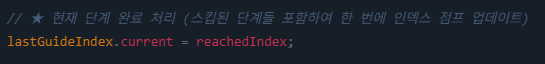 // ★ 현재 단계 완료 처리 (스킵된 단계들 포함하여 한 번에 인덱스 점프 업데이트)
lastGuideIndex.current = reachedIndex;